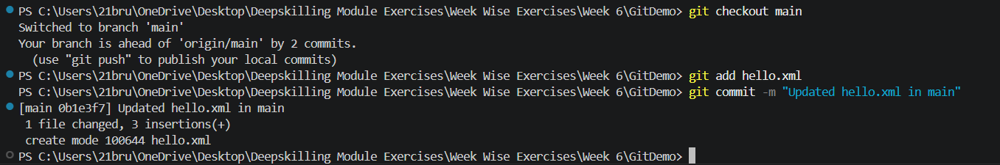 PS C:\Users\21bru\OneDrive\Desktop\Deepskilling Module Exercises\Week Wise Exercises\Week 6\GitDemo> git checkout main
Switched to branch 'main'
Your branch is ahead of 'origin/main' by 2 commits.
  (use "git push" to publish your local commits)
PS C:\Users\21bru\OneDrive\Desktop\Deepskilling Module Exercises\Week Wise Exercises\Week 6\GitDemo> git add hello.xml
PS C:\Users\21bru\OneDrive\Desktop\Deepskilling Module Exercises\Week Wise Exercises\Week 6\GitDemo> git commit -m "Updated hello.xml in main"
[main 0b1e3f7] Updated hello.xml in main
 1 file changed, 3 insertions(+)
 create mode 100644 hello.xml
PS C:\Users\21bru\OneDrive\Desktop\Deepskilling Module Exercises\Week Wise Exercises\Week 6\GitDemo>